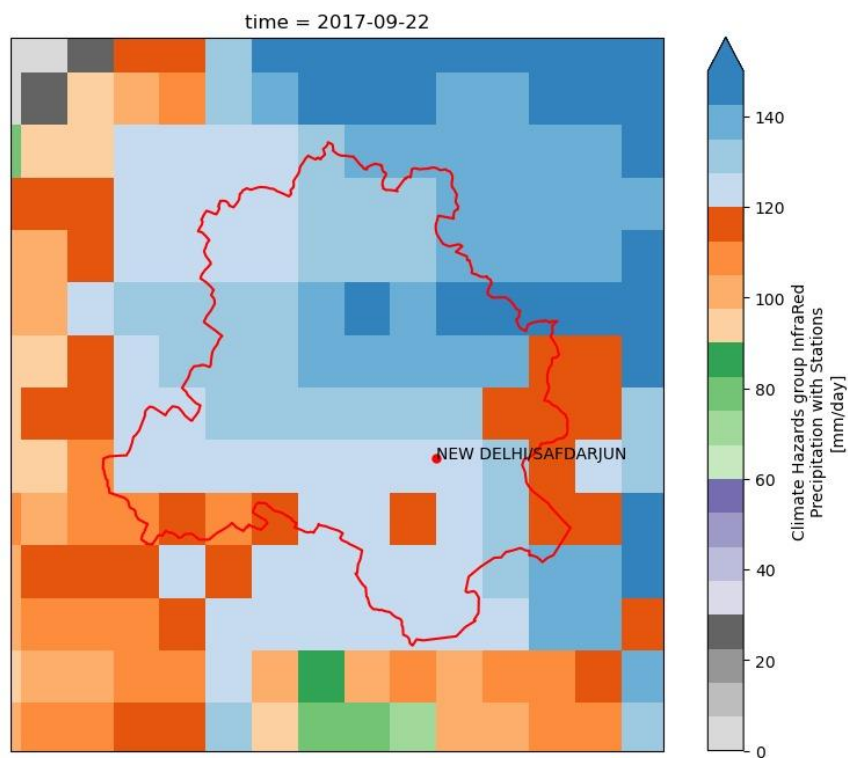 time = 2017-09-22
NEW DELHI/SAFDARJUN
140
120
100
80
60
40
20
0
Climate Hazards group InfraRed
Precipitation with Stations
[mm/day]